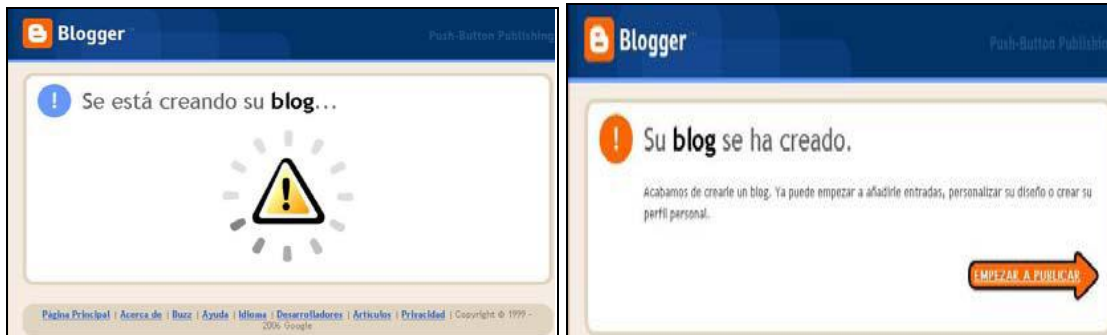 Blogger
Push-Button Publishing
Se está creando su blog...
Página Principal | Acerca de | Buzz | Ayuda | Idioma | Desarrolladores | Artículos | Privacidad | Copyright © 1999 -
2006 Google
Blogger
Push-Button Publishin
Su blog se ha creado.
Acabamos de crearle un blog. Ya puede empezar a añadirle entradas, personalizar su diseño o crear su
perfil personal.
EMPEZAR A PUBLICAR